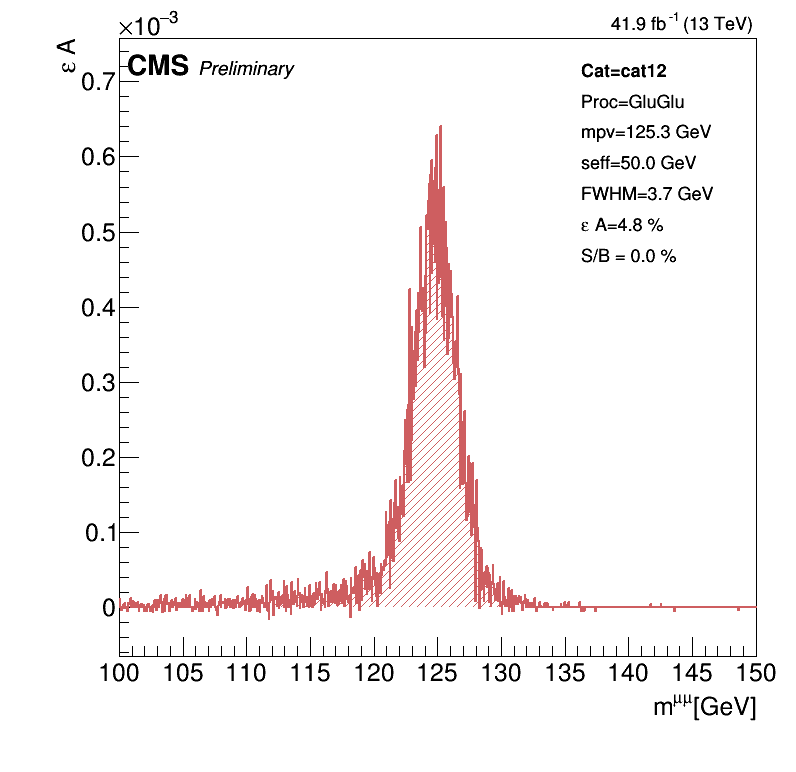 ×10⁻³
41.9 fb⁻¹ (13 TeV)
ε A
CMS Preliminary
Cat=cat12
Proc=GluGlu
mpv=125.3 GeV
seff=50.0 GeV
FWHM=3.7 GeV
ε A=4.8 %
S/B = 0.0 %
0.7
0.6
0.5
0.4
0.3
0.2
0.1
0
100 105 110 115 120 125 130 135 140 145 150
m^μμ[GeV]